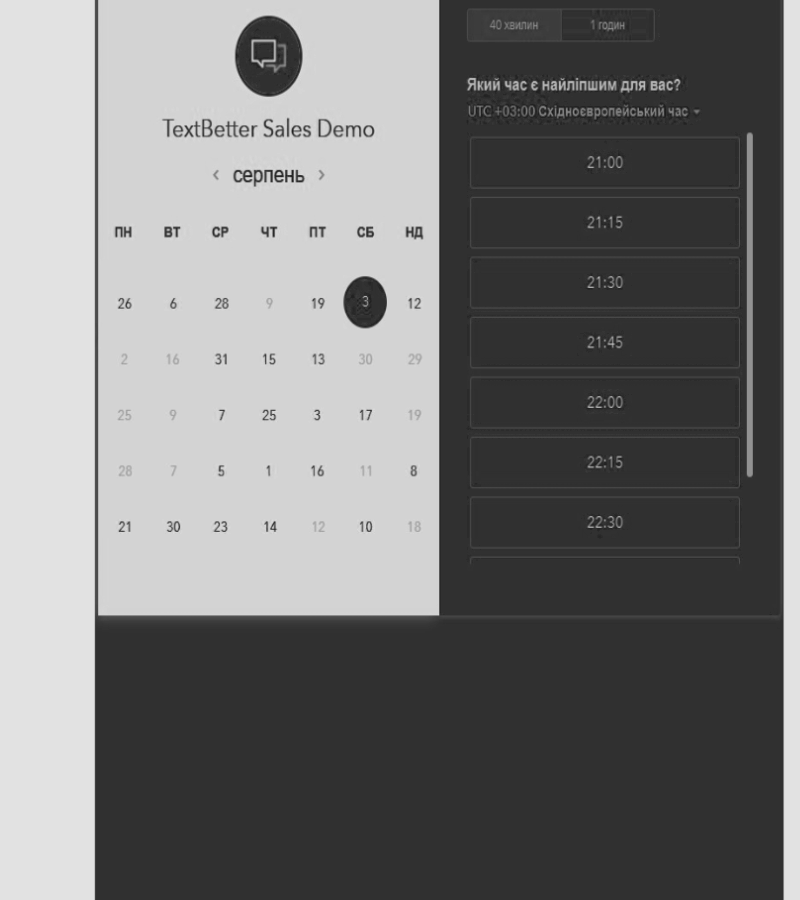 TextBetter Sales Demo
‹ серпень ›
ПН ВТ СР ЧТ ПТ СБ НД
26 6 28 9 19 3 12
2 16 31 15 13 30 29
25 9 7 25 3 17 19
28 7 5 1 16 11 8
21 30 23 14 12 10 18
40 хвилин 1 годин
Який час є найліпшим для вас?
UTC +03:00 Східноєвропейський час
21:00
21:15
21:30
21:45
22:00
22:15
22:30